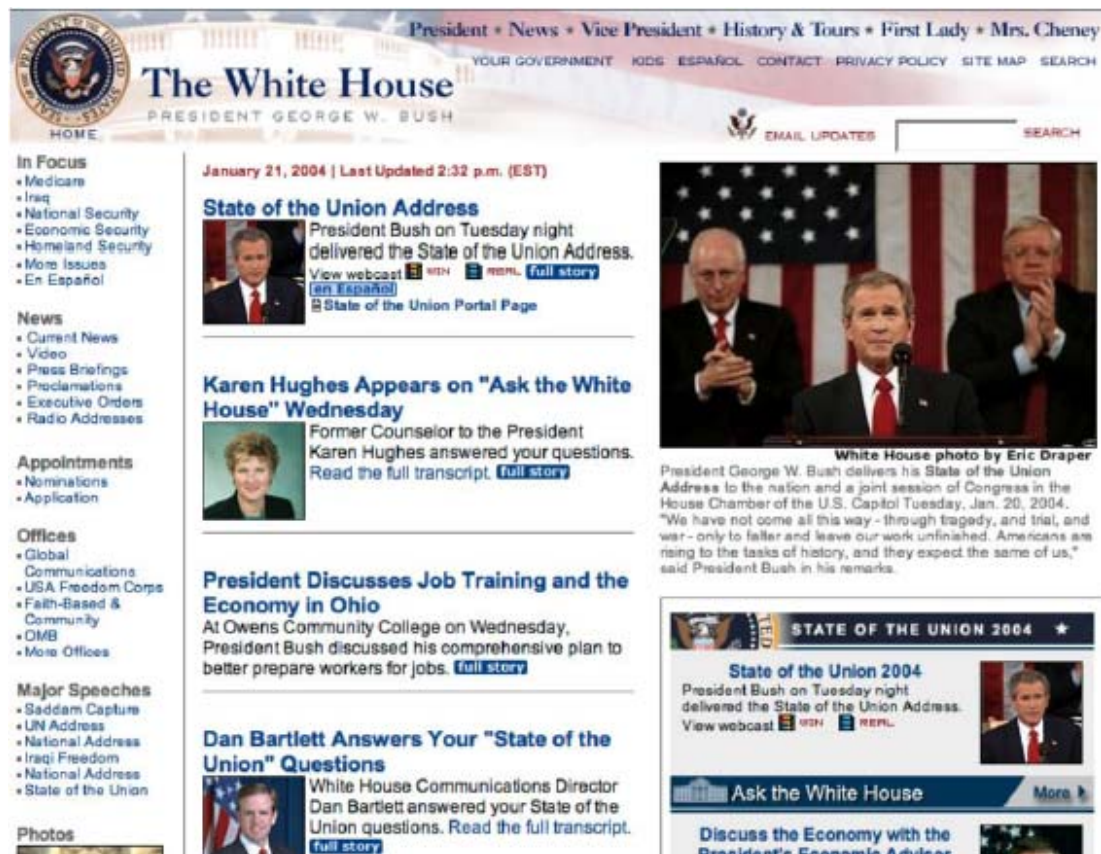 President * News * Vice President * History & Tours * First Lady * Mrs. Cheney
YOUR GOVERNMENT KIDS ESPAÑOL CONTACT PRIVACY POLICY SITE MAP SEARCH
The White House
PRESIDENT GEORGE W. BUSH
HOME
EMAIL UPDATES
SEARCH
In Focus
• Medicare
• Iraq
• National Security
• Economic Security
• Homeland Security
• More Issues
• En Español
News
• Current News
• Video
• Press Briefings
• Proclamations
• Executive Orders
• Radio Addresses
Appointments
• Nominations
• Application
Offices
• Global
Communications
• USA Freedom Corps
• Faith-Based &
Community
• OMB
• More Offices
Major Speeches
• Saddam Capture
• UN Address
• National Address
• Iraqi Freedom
• National Address
• State of the Union
Photos
January 21, 2004 | Last Updated 2:32 p.m. (EST)
State of the Union Address
President Bush on Tuesday night
delivered the State of the Union Address.
View webcast WIN REAL full story
en Español
State of the Union Portal Page
Karen Hughes Appears on "Ask the White
House" Wednesday
Former Counselor to the President
Karen Hughes answered your questions.
Read the full transcript. full story
President Discusses Job Training and the
Economy in Ohio
At Owens Community College on Wednesday,
President Bush discussed his comprehensive plan to
better prepare workers for jobs. full story
Dan Bartlett Answers Your "State of the
Union" Questions
White House Communications Director
Dan Bartlett answered your State of the
Union questions. Read the full transcript.
full story
White House photo by Eric Draper
President George W. Bush delivers his State of the Union
Address to the nation and a joint session of Congress in the
House Chamber of the U.S. Capitol Tuesday, Jan. 20, 2004.
"We have not come all this way - through tragedy, and trial, and
war - only to falter and leave our work unfinished. Americans are
rising to the tasks of history, and they expect the same of us,"
said President Bush in his remarks.
STATE OF THE UNION 2004
State of the Union 2004
President Bush on Tuesday night
delivered the State of the Union Address.
View webcast WIN REAL
Ask the White House More
Discuss the Economy with the
President's Economic Advisor